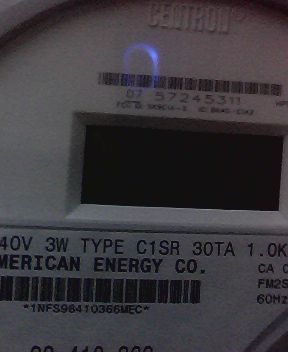 CENTRON
07 57245311
40V 3W TYPE C1SR 30TA 1.0K
MERICAN ENERGY CO.
CA
FM2S
60Hz
*1NFS98410366MEC*